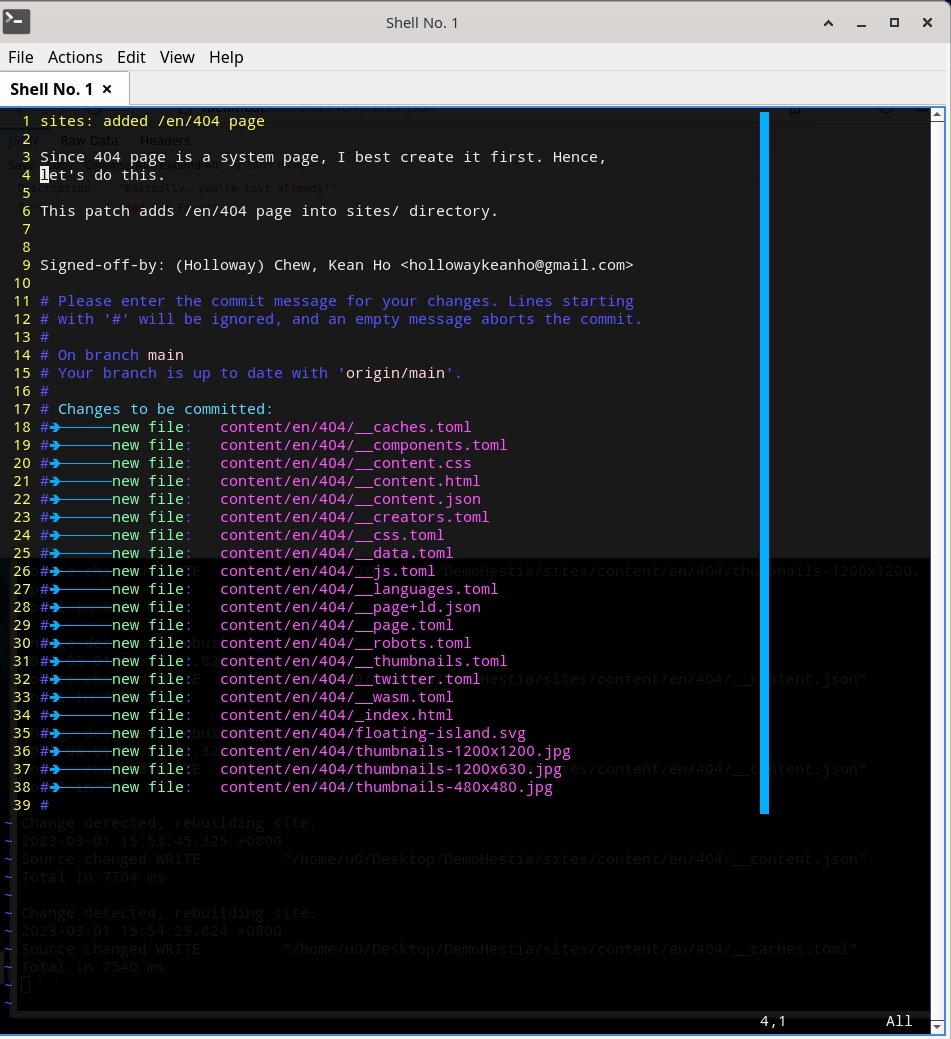 Shell No. 1
File Actions Edit View Help
Shell No. 1 ×
1 sites: added /en/404 page
2
3 Since 404 page is a system page, I best create it first. Hence,
4 let's do this.
5
6 This patch adds /en/404 page into sites/ directory.
7
8
9 Signed-off-by: (Holloway) Chew, Kean Ho <hollowaykeanho@gmail.com>
10
11 # Please enter the commit message for your changes. Lines starting
12 # with '#' will be ignored, and an empty message aborts the commit.
13 #
14 # On branch main
15 # Your branch is up to date with 'origin/main'.
16 #
17 # Changes to be committed:
18 #new file: content/en/404/__caches.toml
19 #new file: content/en/404/__components.toml
20 #new file: content/en/404/__content.css
21 #new file: content/en/404/__content.html
22 #new file: content/en/404/__content.json
23 #new file: content/en/404/__creators.toml
24 #new file: content/en/404/__css.toml
25 #new file: content/en/404/__data.toml
26 #new file: content/en/404/__js.toml
27 #new file: content/en/404/__languages.toml
28 #new file: content/en/404/__page+ld.json
29 #new file: content/en/404/__page.toml
30 #new file: content/en/404/__robots.toml
31 #new file: content/en/404/__thumbnails.toml
32 #new file: content/en/404/__twitter.toml
33 #new file: content/en/404/__wasm.toml
34 #new file: content/en/404/_index.html
35 #new file: content/en/404/floating-island.svg
36 #new file: content/en/404/thumbnails-1200x1200.jpg
37 #new file: content/en/404/thumbnails-1200x630.jpg
38 #new file: content/en/404/thumbnails-480x480.jpg
39 #
~ Change detected, rebuilding site.
~ 2023-03-01 15:53:45.325 +0800
~ Source changed WRITE "/home/u0/Desktop/DemoHestia/sites/content/en/404/__content.json"
~ Total in 7704 ms
~
~ Change detected, rebuilding site.
~ 2023-03-01 15:54:25.824 +0800
~ Source changed WRITE "/home/u0/Desktop/DemoHestia/sites/content/en/404/__caches.toml"
~ Total in 7540 ms
~
~
4,1 All